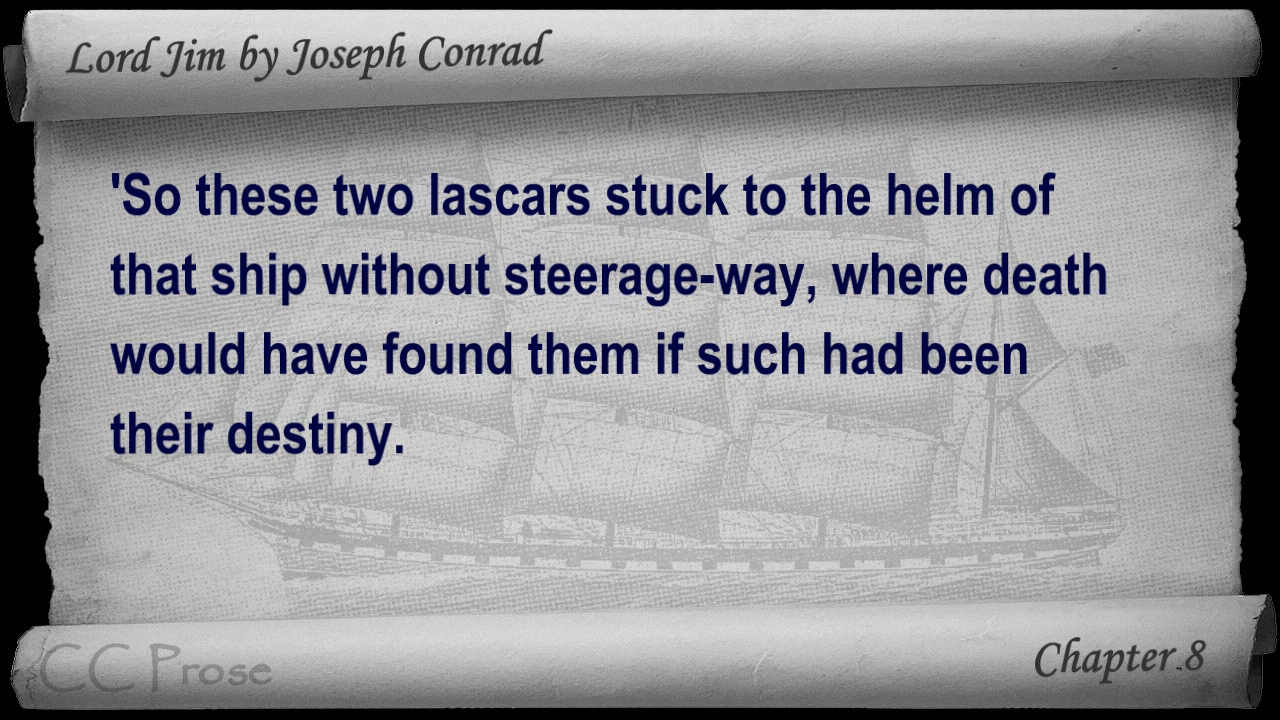 Lord Jim by Joseph Conrad
'So these two lascars stuck to the helm of
that ship without steerage-way, where death
would have found them if such had been
their destiny.
CC Prose
Chapter 8